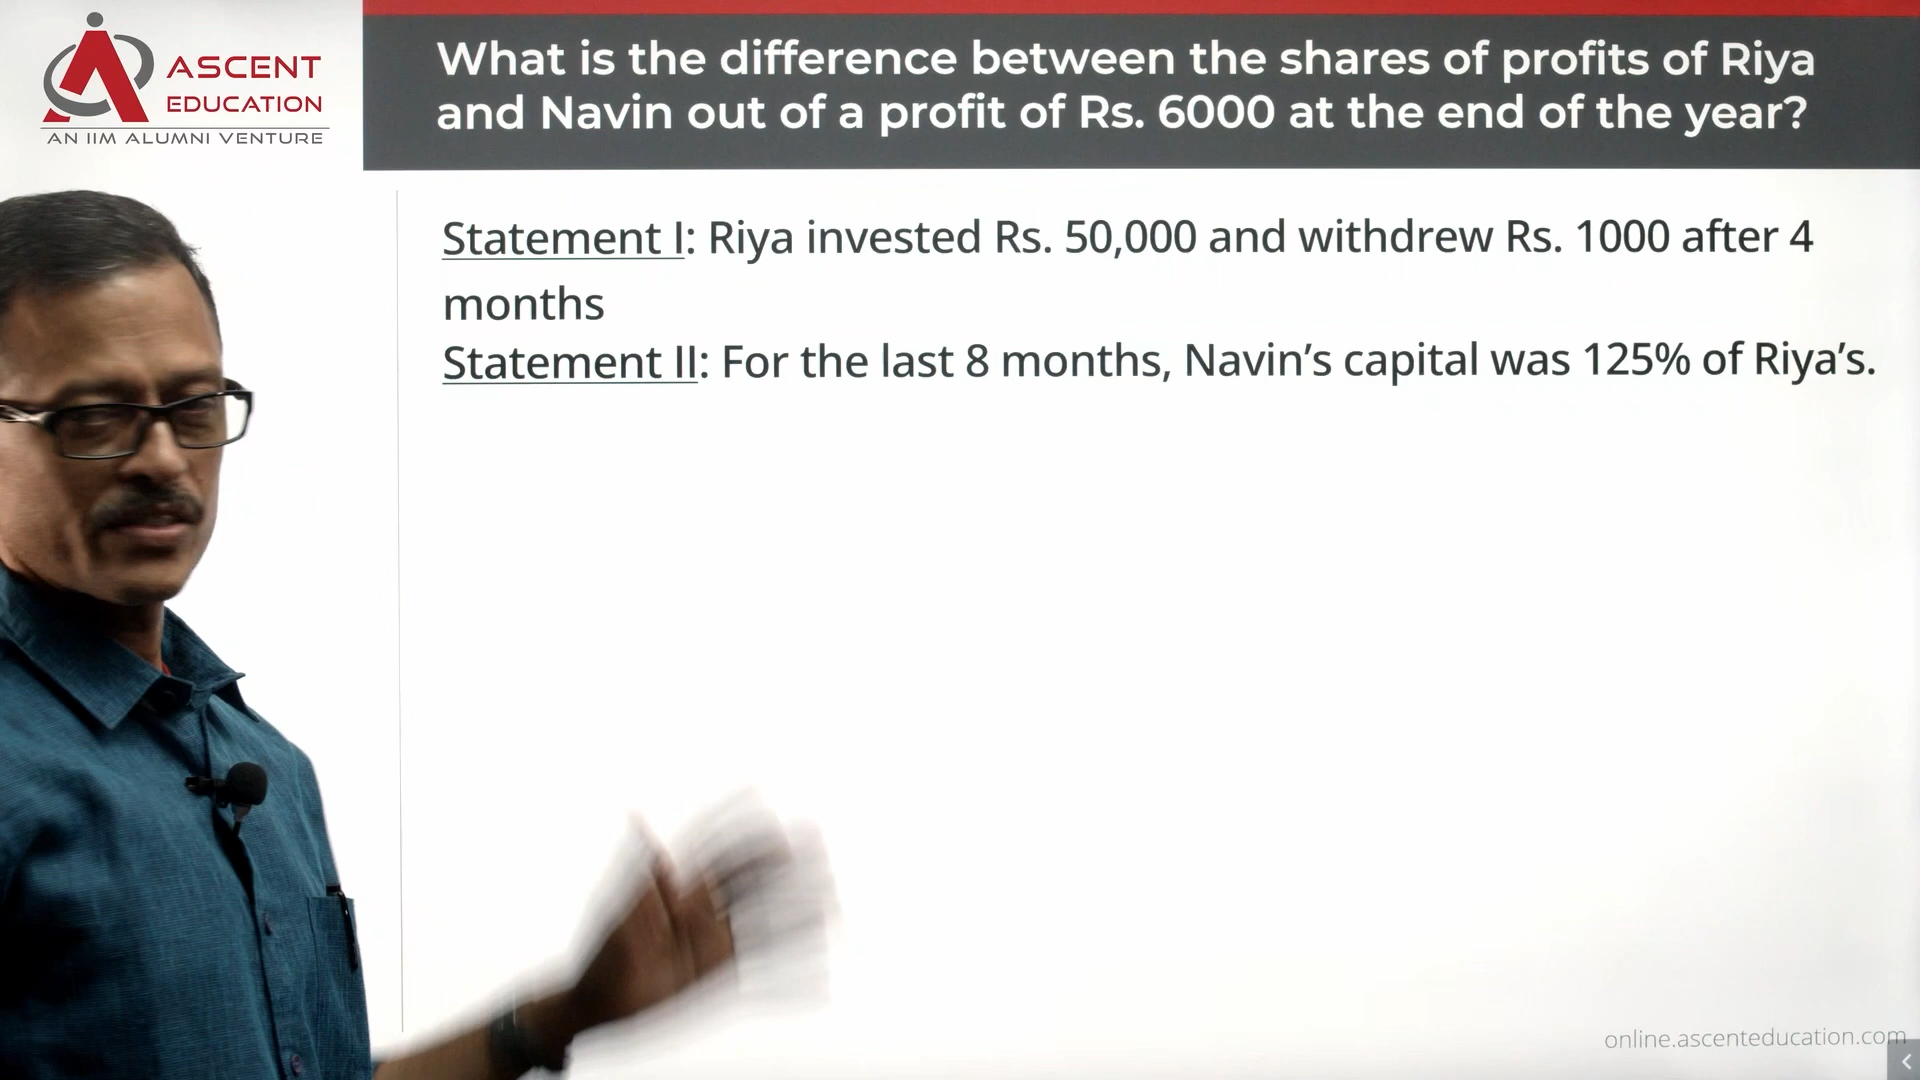 ASCENT
EDUCATION
AN IIM ALUMNI VENTURE
What is the difference between the shares of profits of Riya
and Navin out of a profit of Rs. 6000 at the end of the year?
Statement I: Riya invested Rs. 50,000 and withdrew Rs. 1000 after 4
months
Statement II: For the last 8 months, Navin’s capital was 125% of Riya’s.
online.ascenteducation.com